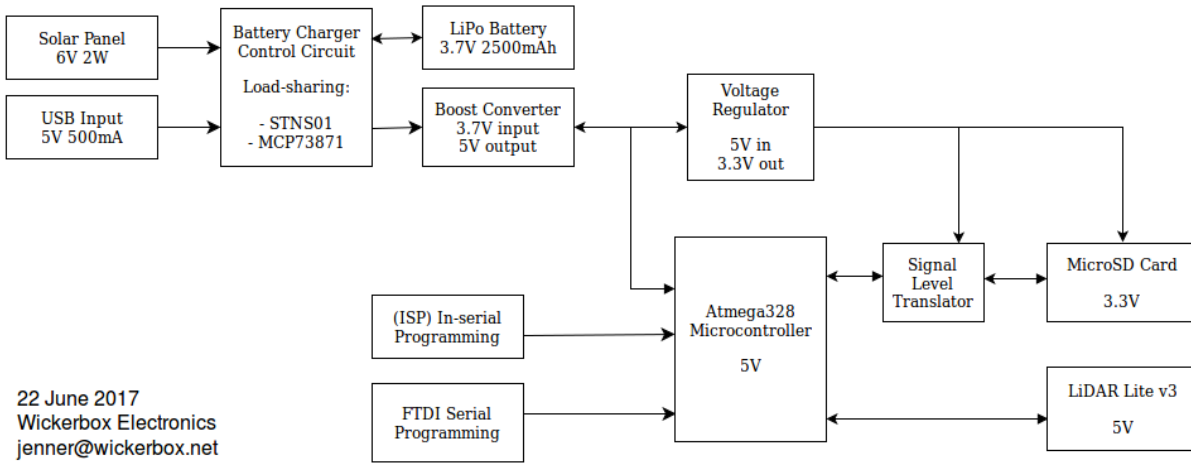 Solar Panel
6V 2W
USB Input
5V 500mA
Battery Charger
Control Circuit
Load-sharing:
- STNS01
- MCP73871
LiPo Battery
3.7V 2500mAh
Boost Converter
3.7V input
5V output
Voltage
Regulator
5V in
3.3V out
(ISP) In-serial
Programming
FTDI Serial
Programming
Atmega328
Microcontroller
5V
Signal
Level
Translator
MicroSD Card
3.3V
LiDAR Lite v3
5V
22 June 2017
Wickerbox Electronics
jenner@wickerbox.net